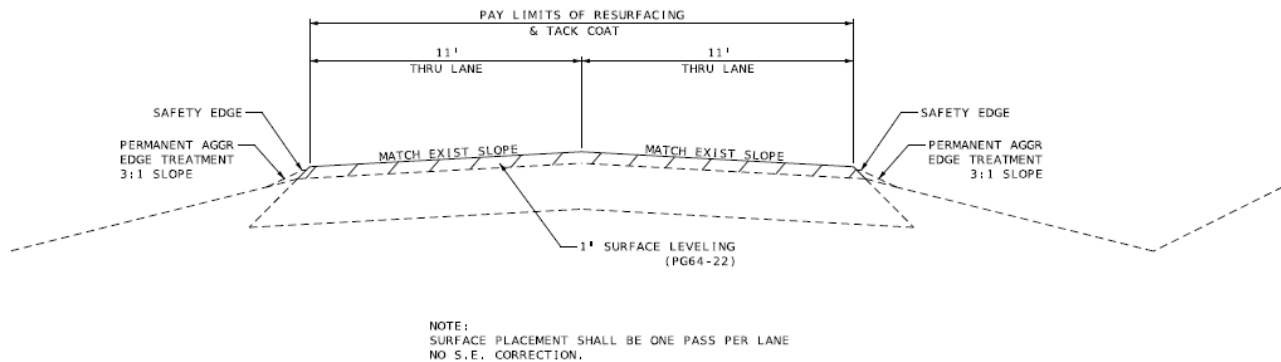 PAY LIMITS OF RESURFACING
& TACK COAT
11'
THRU LANE
11'
THRU LANE
SAFETY EDGE
SAFETY EDGE
PERMANENT AGGR
EDGE TREATMENT
3:1 SLOPE
MATCH EXIST SLOPE
MATCH EXIST SLOPE
PERMANENT AGGR
EDGE TREATMENT
3:1 SLOPE
1" SURFACE LEVELING
(PG64-22)
NOTE:
SURFACE PLACEMENT SHALL BE ONE PASS PER LANE
NO S.E. CORRECTION.